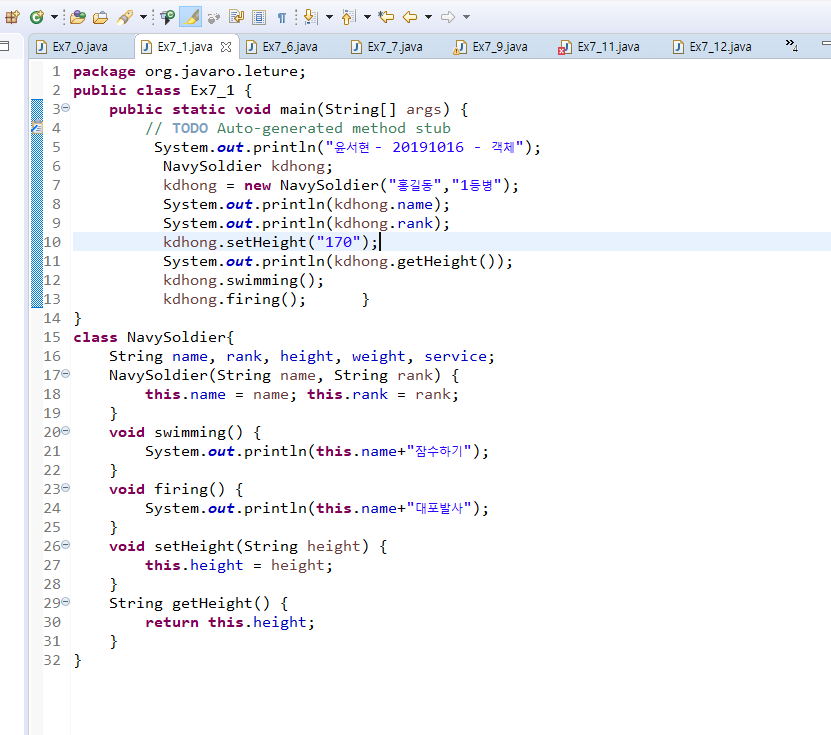 Ex7_0.java Ex7_1.java Ex7_6.java Ex7_7.java Ex7_9.java Ex7_11.java Ex7_12.java »4
1 package org.javaro.leture;
2 public class Ex7_1 {
3 public static void main(String[] args) {
4 // TODO Auto-generated method stub
5 System.out.println("윤서현 - 20191016 - 객체");
6 NavySoldier kdhong;
7 kdhong = new NavySoldier("홍길동","1등병");
8 System.out.println(kdhong.name);
9 System.out.println(kdhong.rank);
10 kdhong.setHeight("170");
11 System.out.println(kdhong.getHeight());
12 kdhong.swimming();
13 kdhong.firing(); }
14 }
15 class NavySoldier{
16 String name, rank, height, weight, service;
17 NavySoldier(String name, String rank) {
18 this.name = name; this.rank = rank;
19 }
20 void swimming() {
21 System.out.println(this.name+"잠수하기");
22 }
23 void firing() {
24 System.out.println(this.name+"대포발사");
25 }
26 void setHeight(String height) {
27 this.height = height;
28 }
29 String getHeight() {
30 return this.height;
31 }
32 }